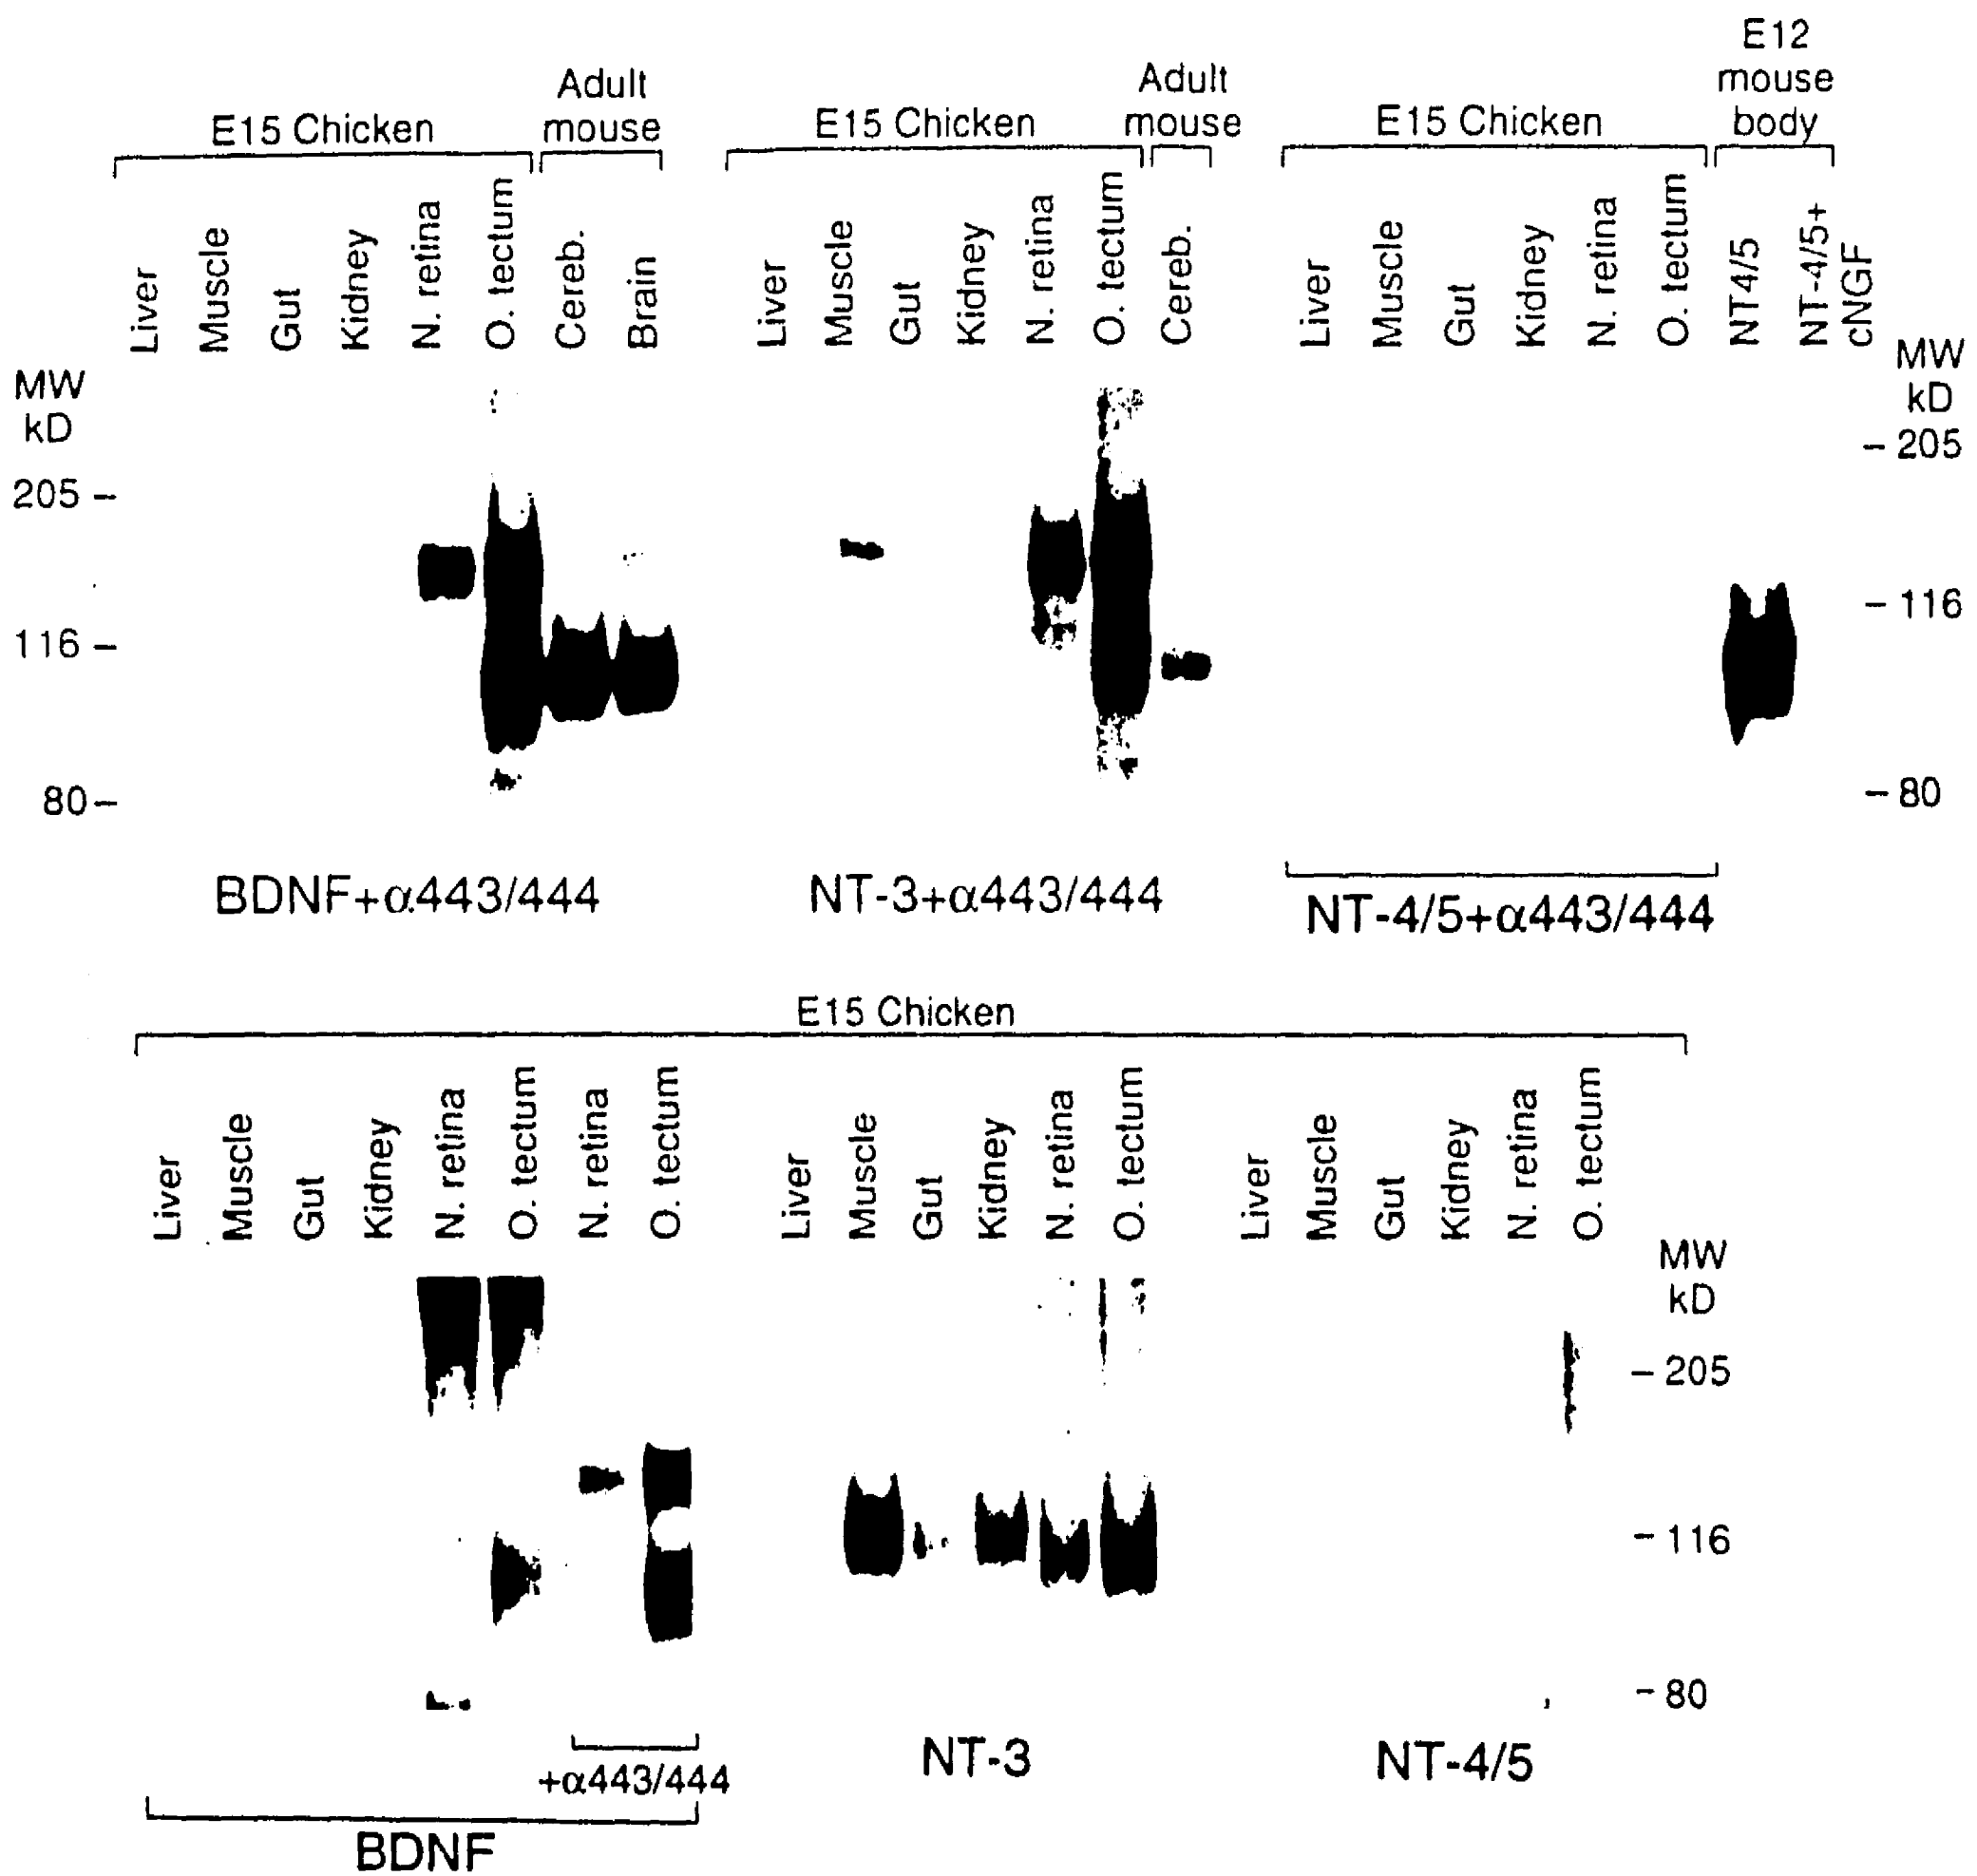 E12
mouse
body
Adult
mouse
Adult
mouse
E15 Chicken
E15 Chicken
E15 Chicken
Liver
Muscle
Gut
Kidney
N. retina
O. tectum
Cereb.
Brain
Liver
Muscle
Gut
Kidney
N. retina
O. tectum
Cereb.
Liver
Muscle
Gut
Kidney
N. retina
O. tectum
NT4/5
NT-4/5+
cNGF
MW
kD
205 –
116 –
80 –
MW
kD
– 205
– 116
– 80
BDNF+α443/444
NT-3+α443/444
NT-4/5+α443/444
E15 Chicken
Liver
Muscle
Gut
Kidney
N. retina
O. tectum
N. retina
O. tectum
Liver
Muscle
Gut
Kidney
N. retina
O. tectum
Liver
Muscle
Gut
Kidney
N. retina
O. tectum
MW
kD
– 205
– 116
– 80
+α443/444
BDNF
NT-3
NT-4/5